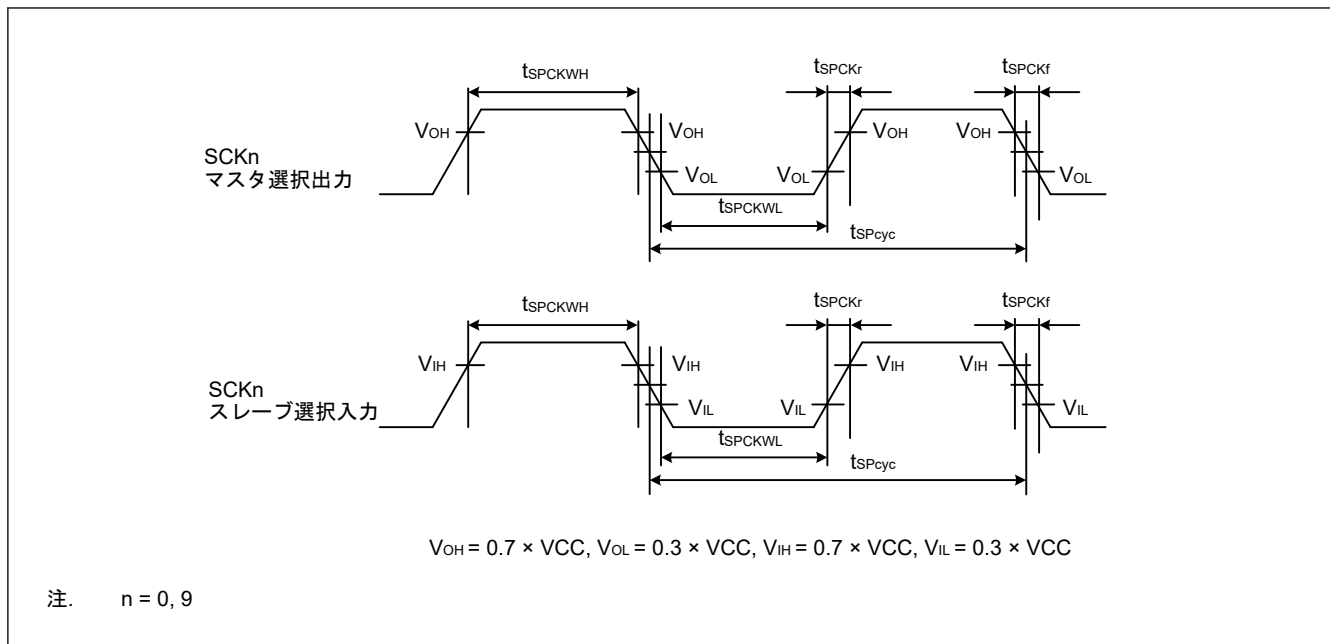 tSPCKWH
tSPCKr
tSPCKf
VOH
VOH
VOH
VOH
SCKn
マスタ選択出力
VOL
VOL
VOL
tSPCKWL
tSPcyc
tSPCKWH
tSPCKr
tSPCKf
VIH
VIH
VIH
VIH
SCKn
スレーブ選択入力
VIL
VIL
VIL
tSPCKWL
tSPcyc
VOH = 0.7 × VCC, VOL = 0.3 × VCC, VIH = 0.7 × VCC, VIL = 0.3 × VCC
注. n = 0, 9